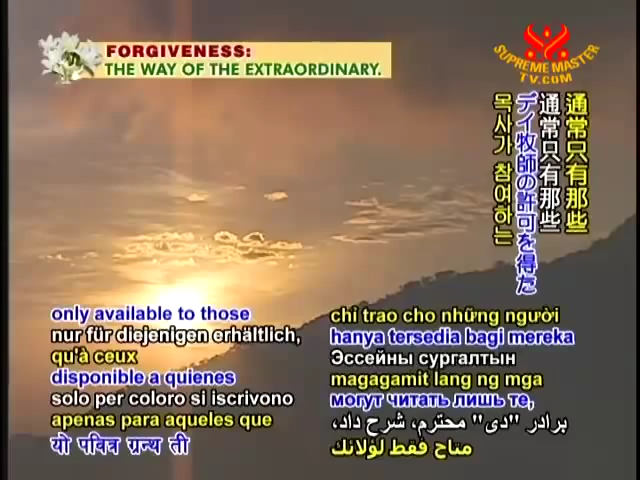 FORGIVENESS:
THE WAY OF THE EXTRAORDINARY.
SUPREME MASTER
TV.COM
通常只有那些
通常只有那些
デイ牧師の許可を得た
목사가 참여하는
only available to those
nur für diejenigen erhältlich,
qu'à ceux
disponible a quienes
solo per coloro si iscrivono
apenas para aqueles que
यो पवित्र ग्रन्थ ती
chỉ trao cho những người
hanya tersedia bagi mereka
Эссейны сургалтын
magagamit lang ng mga
могут читать лишь те,
برادر "دی" محترم، شرح داد،
متاح فقط لؤلائك